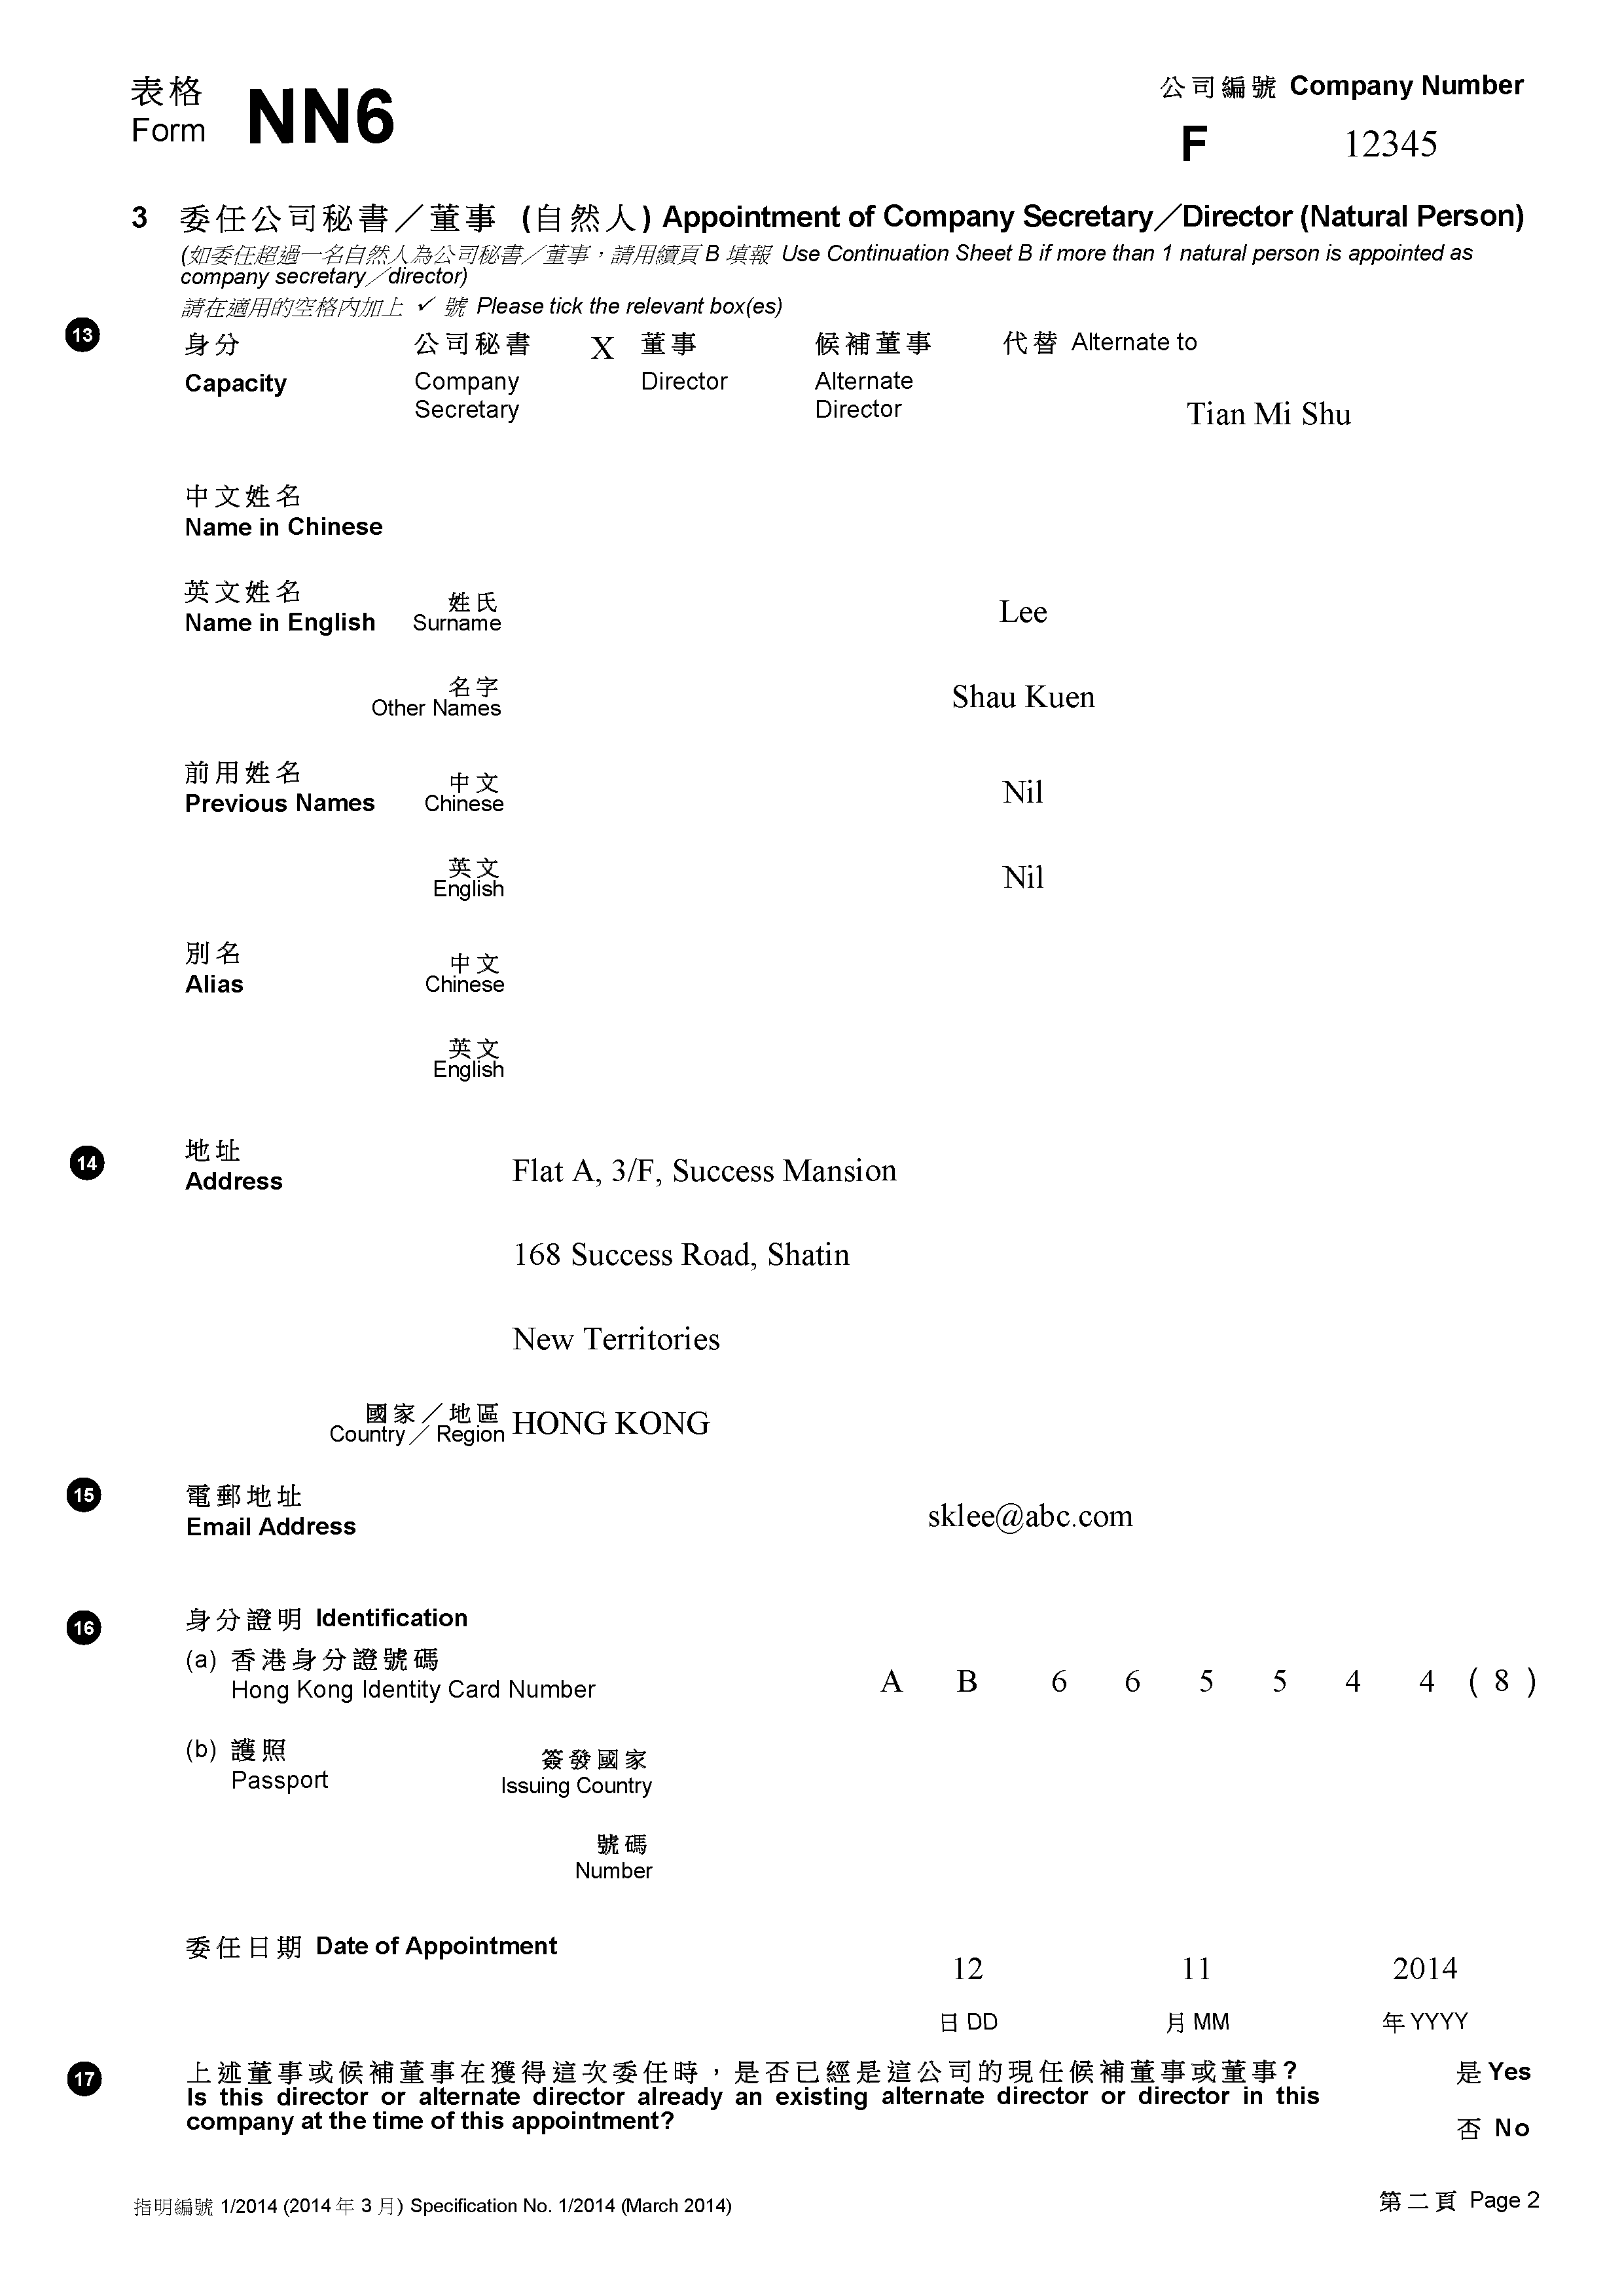 表格 公司編號 Company Number
Form NN6
F 12345
3 委任公司秘書／董事 (自然人) Appointment of Company Secretary／Director (Natural Person)
(如委任超過一名自然人為公司秘書／董事，請用續頁 B 填報 Use Continuation Sheet B if more than 1 natural person is appointed as
company secretary／director)
請在適用的空格內加上 ✓ 號 Please tick the relevant box(es)
13 身分 公司秘書 X 董事 候補董事 代替 Alternate to
Capacity Company Director Alternate
Secretary Director Tian Mi Shu
中文姓名
Name in Chinese
英文姓名 姓氏
Name in English Surname Lee
名字
Other Names Shau Kuen
前用姓名 中文
Previous Names Chinese Nil
英文
English Nil
別名 中文
Alias Chinese
英文
English
14 地址
Address Flat A, 3/F, Success Mansion
168 Success Road, Shatin
New Territories
國家／地區
Country／Region HONG KONG
15 電郵地址
Email Address sklee@abc.com
16 身分證明 Identification
(a) 香港身分證號碼
Hong Kong Identity Card Number A B 6 6 5 5 4 4 ( 8 )
(b) 護照 簽發國家
Passport Issuing Country
號碼
Number
委任日期 Date of Appointment
12 11 2014
日 DD 月 MM 年 YYYY
17 上述董事或候補董事在獲得這次委任時，是否已經是這公司的現任候補董事或董事? 是 Yes
Is this director or alternate director already an existing alternate director or director in this
company at the time of this appointment? 否 No
指明編號 1/2014 (2014 年 3 月) Specification No. 1/2014 (March 2014) 第二頁 Page 2